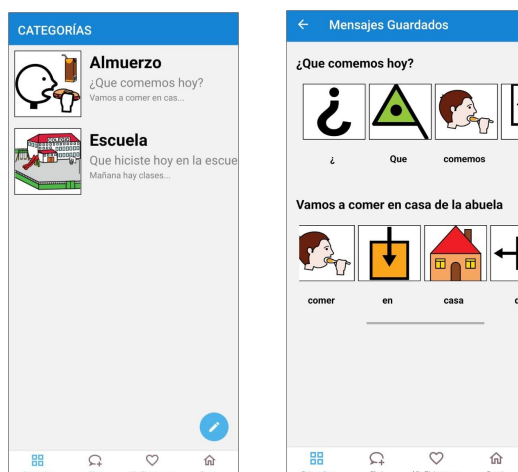 CATEGORÍAS
Almuerzo
¿Que comemos hoy?
Vamos a comer en cas...
COLEGIO
Escuela
Que hiciste hoy en la escue
Mañana hay clases...
Mensajes Guardados
¿Que comemos hoy?
¿ Que comemos
Vamos a comer en casa de la abuela
comer en casa